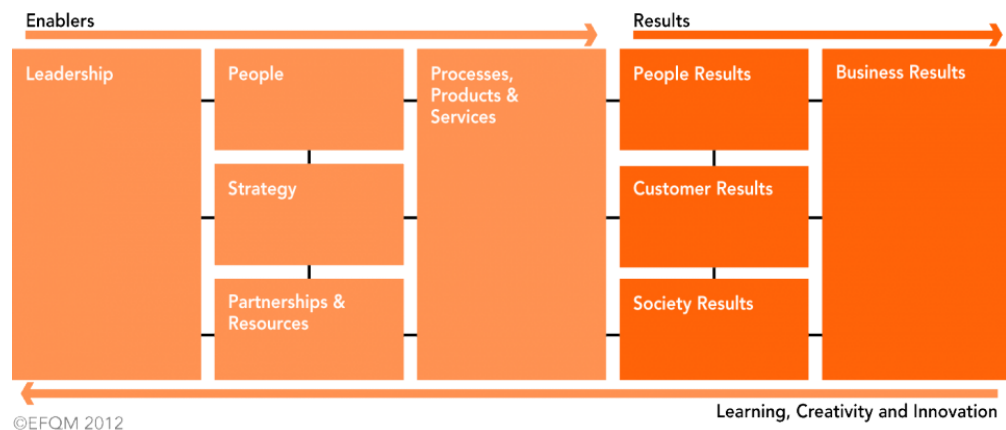 Enablers
Results
Leadership
People
Processes,
Products &
Services
People Results
Business Results
Strategy
Customer Results
Partnerships &
Resources
Society Results
Learning, Creativity and Innovation
©EFQM 2012